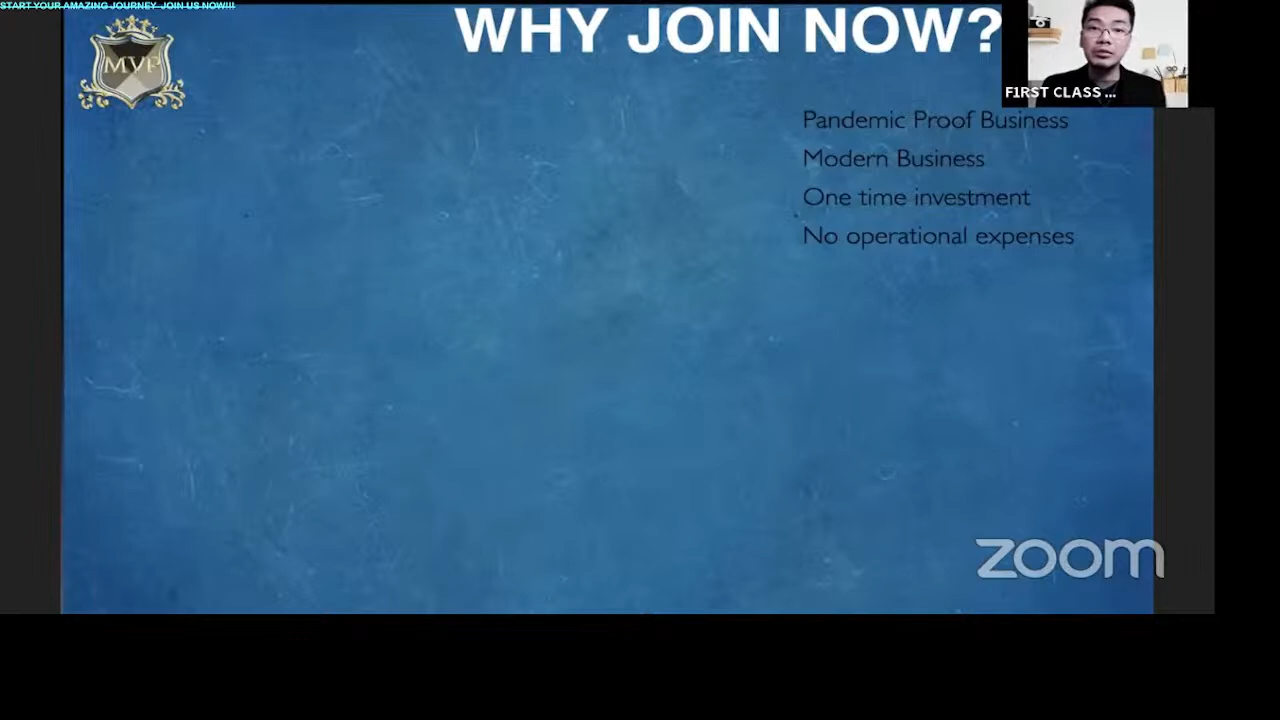 START YOUR AMAZING JOURNEY JOIN US NOW!!!
WHY JOIN NOW?
MVP
F1RST CLASS ...
Pandemic Proof Business
Modern Business
One time investment
No operational expenses
zoom